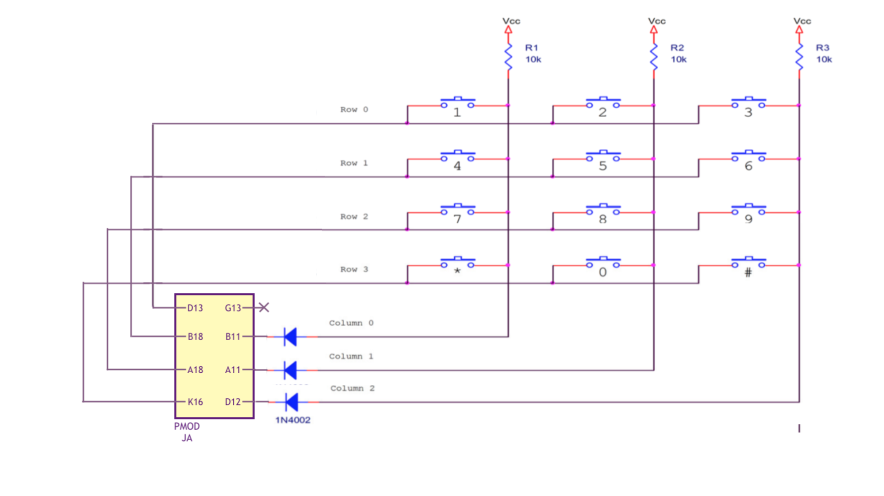 Vcc Vcc Vcc
R1 R2 R3
10k 10k 10k
Row 0 1 2 3
Row 1 4 5 6
Row 2 7 8 9
Row 3 * 0 #
D13 G13
Column 0
B18 B11
Column 1
A18 A11
Column 2
K16 D12
1N4002
PMOD
JA